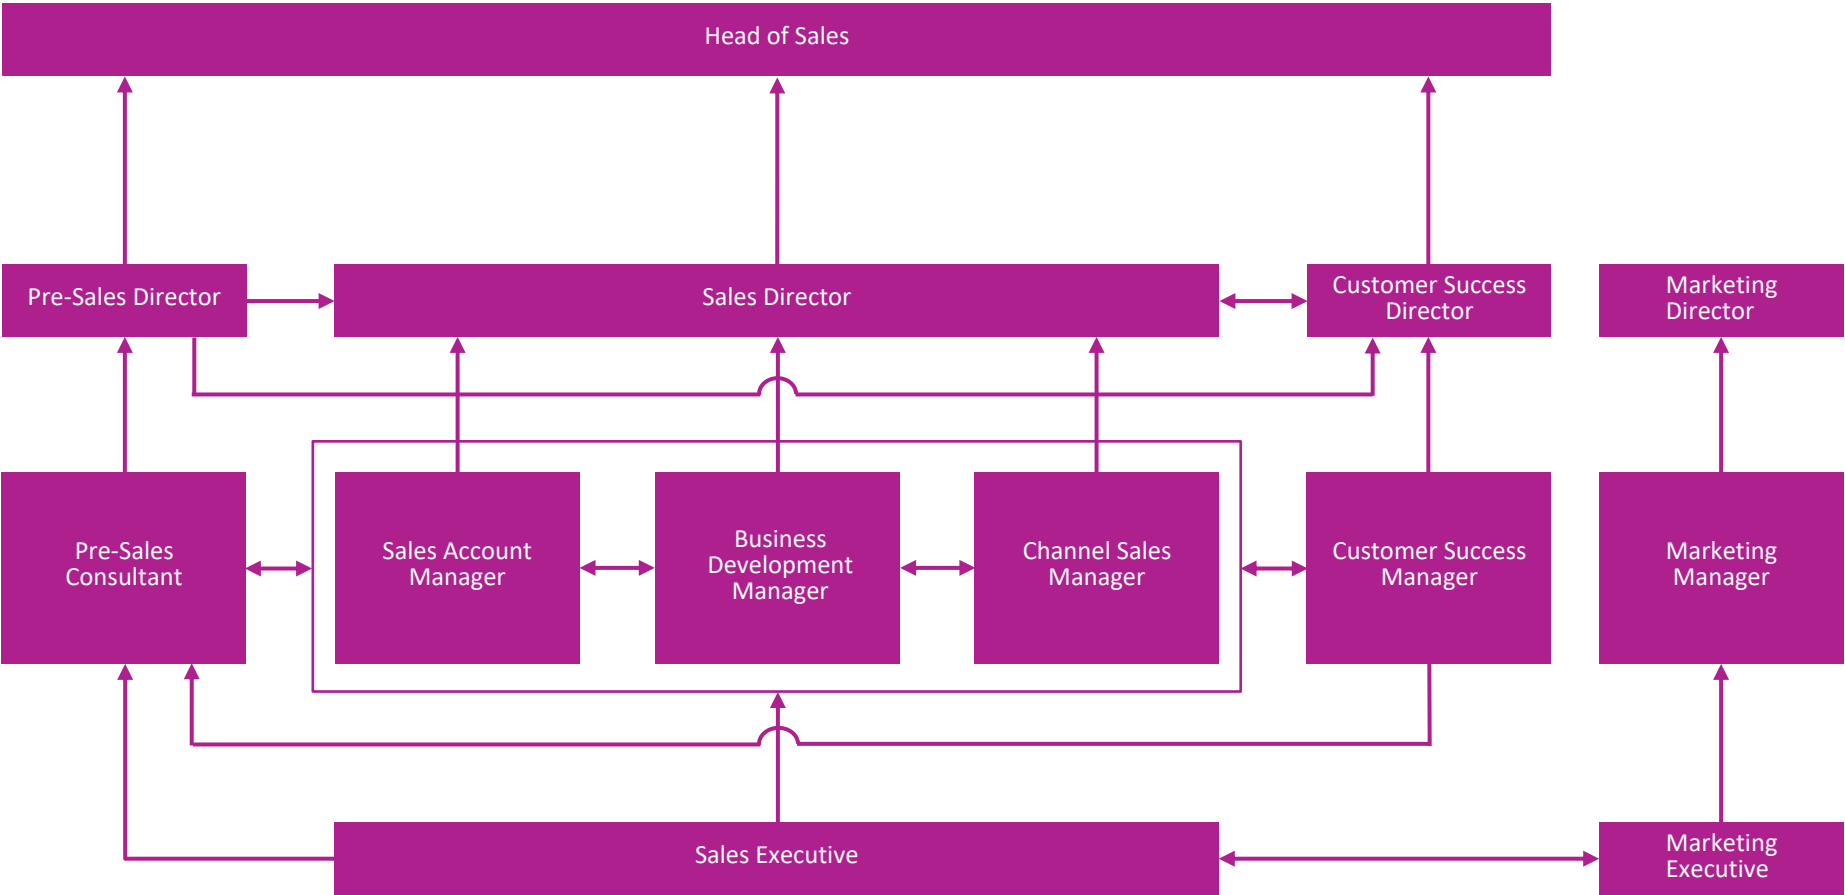 Head of Sales
Pre-Sales Director
Sales Director
Customer Success
Director
Marketing
Director
Pre-Sales
Consultant
Sales Account
Manager
Business
Development
Manager
Channel Sales
Manager
Customer Success
Manager
Marketing
Manager
Sales Executive
Marketing
Executive